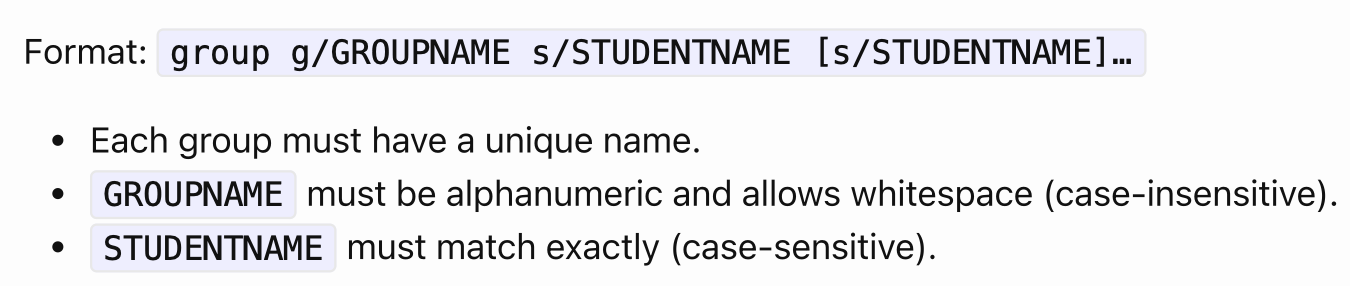 Format: group g/GROUPNAME s/STUDENTNAME [s/STUDENTNAME]…
• Each group must have a unique name.
• GROUPNAME must be alphanumeric and allows whitespace (case-insensitive).
• STUDENTNAME must match exactly (case-sensitive).